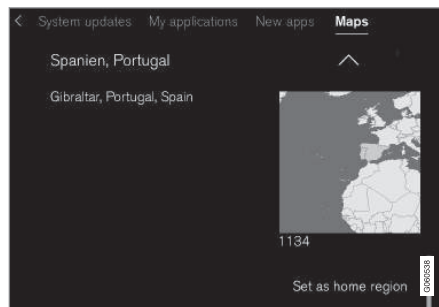 System updates My applications New apps Maps
Spanien, Portugal
Gibraltar, Portugal, Spain
1134
Set as home region
G060538